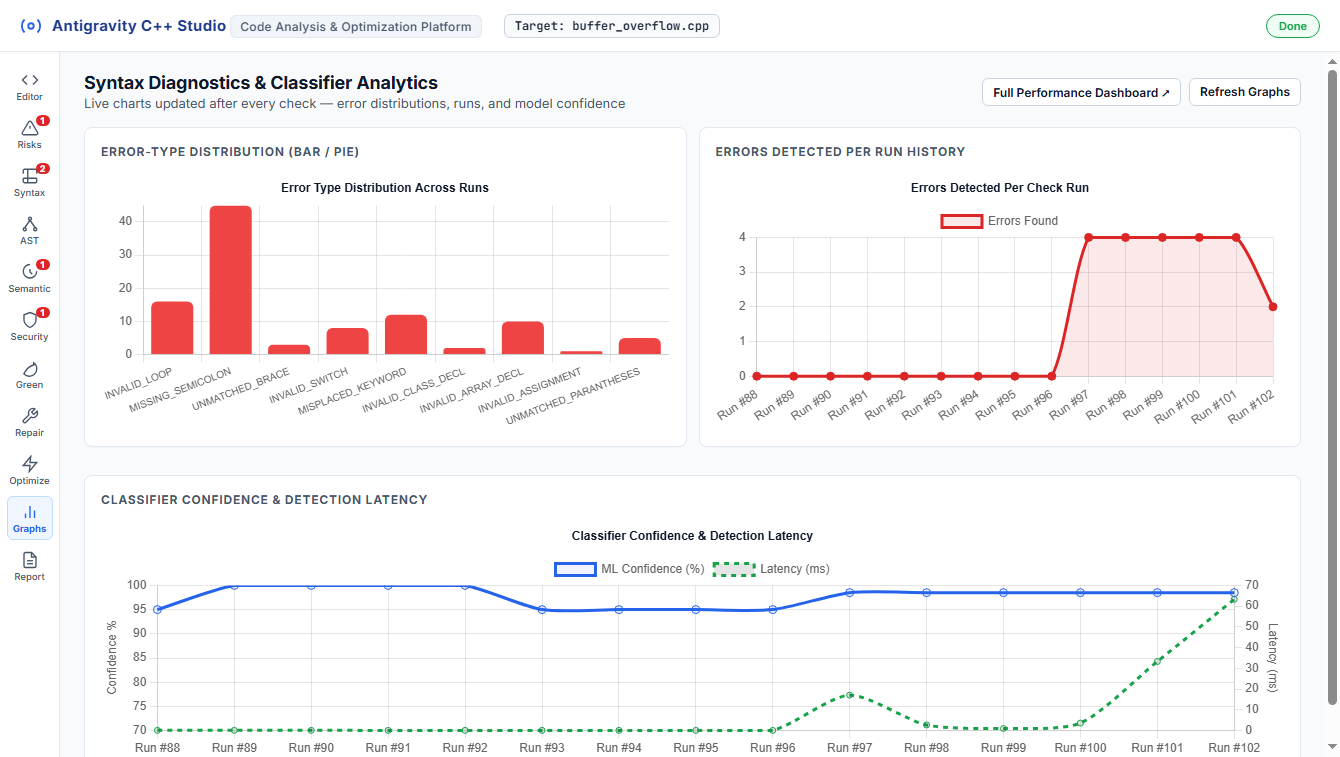 Antigravity C++ Studio
Code Analysis & Optimization Platform
Target: buffer_overflow.cpp
Done
Editor
Risks
1
Syntax
2
AST
Semantic
1
Security
1
Green
Repair
Optimize
Graphs
Report
Syntax Diagnostics & Classifier Analytics
Live charts updated after every check — error distributions, runs, and model confidence
Full Performance Dashboard ↗
Refresh Graphs
ERROR-TYPE DISTRIBUTION (BAR / PIE)
Error Type Distribution Across Runs
40
30
20
10
0
INVALID_LOOP
MISSING_SEMICOLON
UNMATCHED_BRACE
INVALID_SWITCH
MISPLACED_KEYWORD
INVALID_CLASS_DECL
INVALID_ARRAY_DECL
INVALID_ASSIGNMENT
UNMATCHED_PARANTHESES
ERRORS DETECTED PER RUN HISTORY
Errors Detected Per Check Run
Errors Found
4
3
2
1
0
Run #88
Run #89
Run #90
Run #91
Run #92
Run #93
Run #94
Run #95
Run #96
Run #97
Run #98
Run #99
Run #100
Run #101
Run #102
CLASSIFIER CONFIDENCE & DETECTION LATENCY
Classifier Confidence & Detection Latency
ML Confidence (%)
Latency (ms)
Confidence %
100
95
90
85
80
75
70
70
60
50
40
30
20
10
0
Latency (ms)
Run #88
Run #89
Run #90
Run #91
Run #92
Run #93
Run #94
Run #95
Run #96
Run #97
Run #98
Run #99
Run #100
Run #101
Run #102